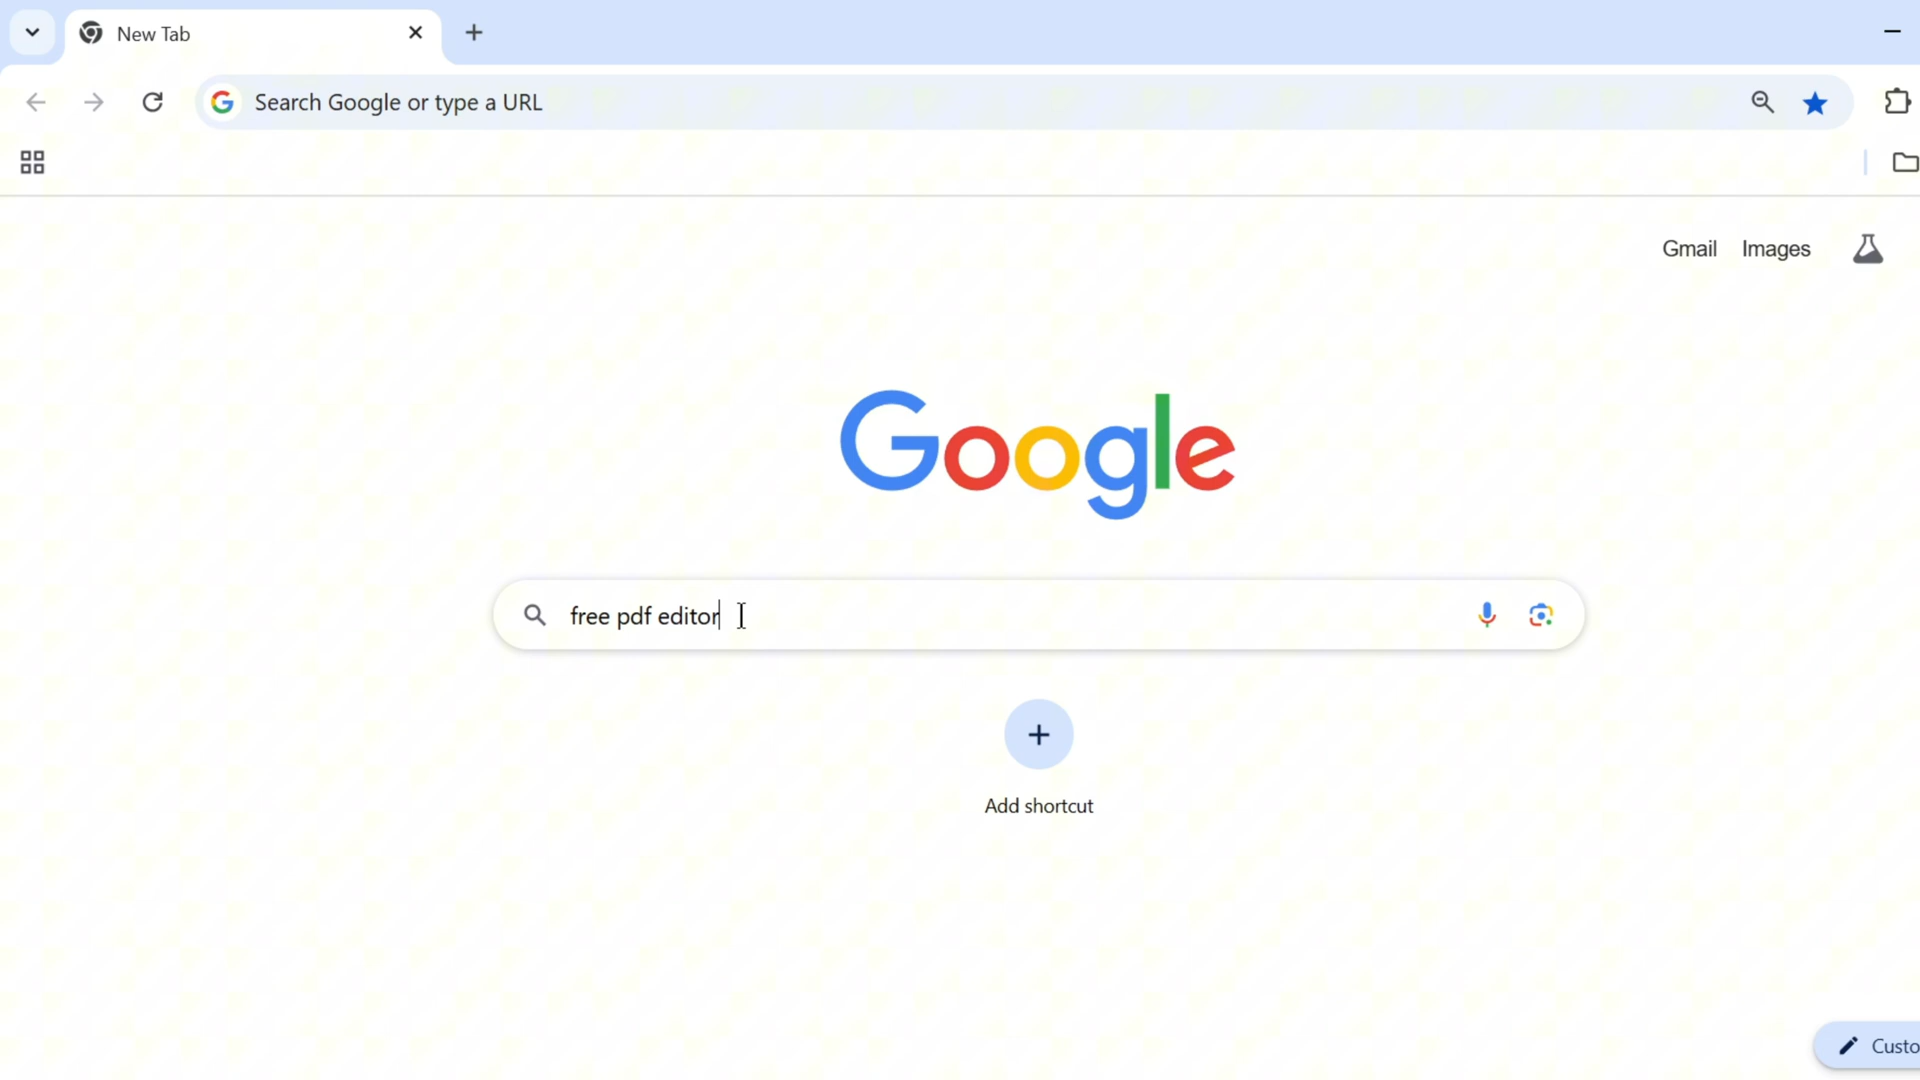 New Tab
Search Google or type a URL
Gmail Images
Google
free pdf editor
Add shortcut
Custo